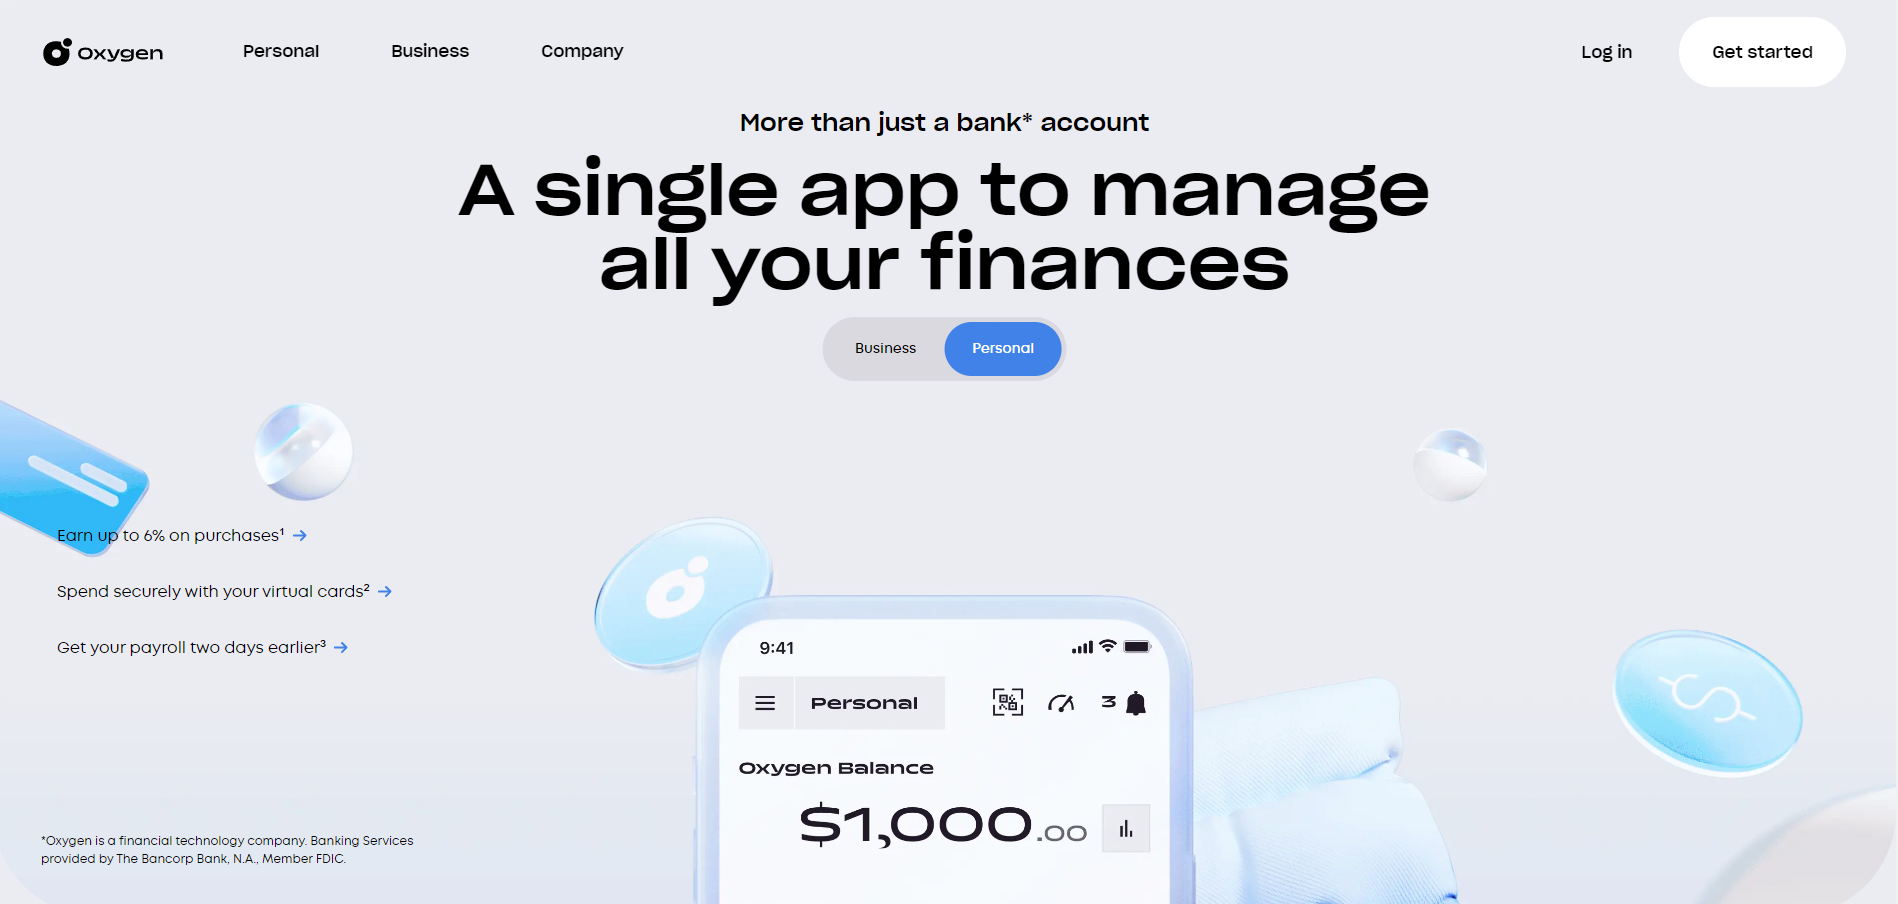 oxygen
Personal
Business
Company
Log in
Get started
More than just a bank* account
A single app to manage
all your finances
Business
Personal
Earn up to 6% on purchases¹
Spend securely with your virtual cards²
Get your payroll two days earlier³
9:41
Personal
3
Oxygen Balance
$1,000.00
*Oxygen is a financial technology company. Banking Services
provided by The Bancorp Bank, N.A., Member FDIC.